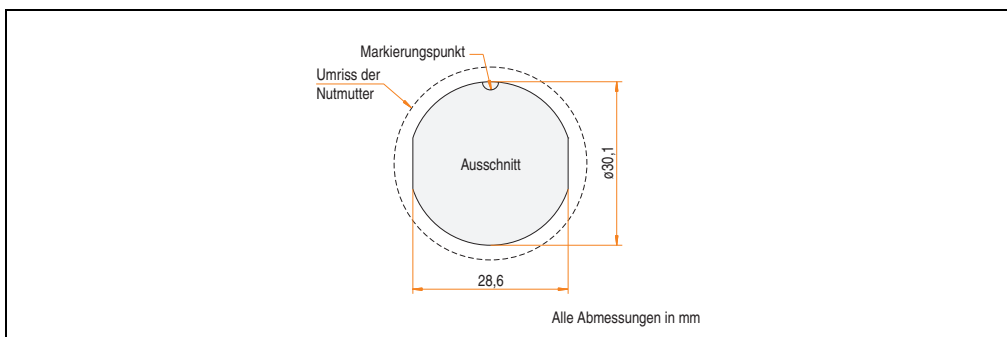 Markierungspunkt
Umriss der
Nutmutter
Ausschnitt
ø30,1
28,6
Alle Abmessungen in mm